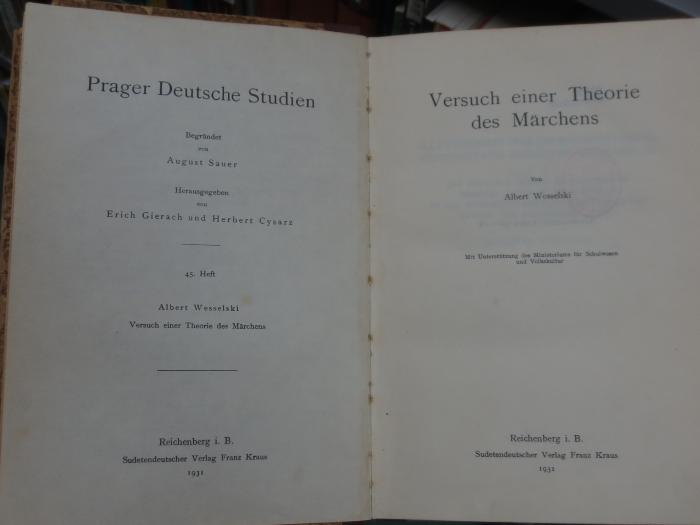 Prager Deutsche Studien
Begründet
von
August Sauer
Herausgegeben
von
Erich Gierach und Herbert Cysarz
45. Heft
Albert Wesselski
Versuch einer Theorie des Märchens
Reichenberg i. B.
Sudetendeutscher Verlag Franz Kraus
1931
Versuch einer Theorie
des Märchens
Von
Albert Wesselski
Mit Unterstützung des Ministeriums für Schulwesen
und Volkskultur
Reichenberg i. B.
Sudetendeutscher Verlag Franz Kraus
1931